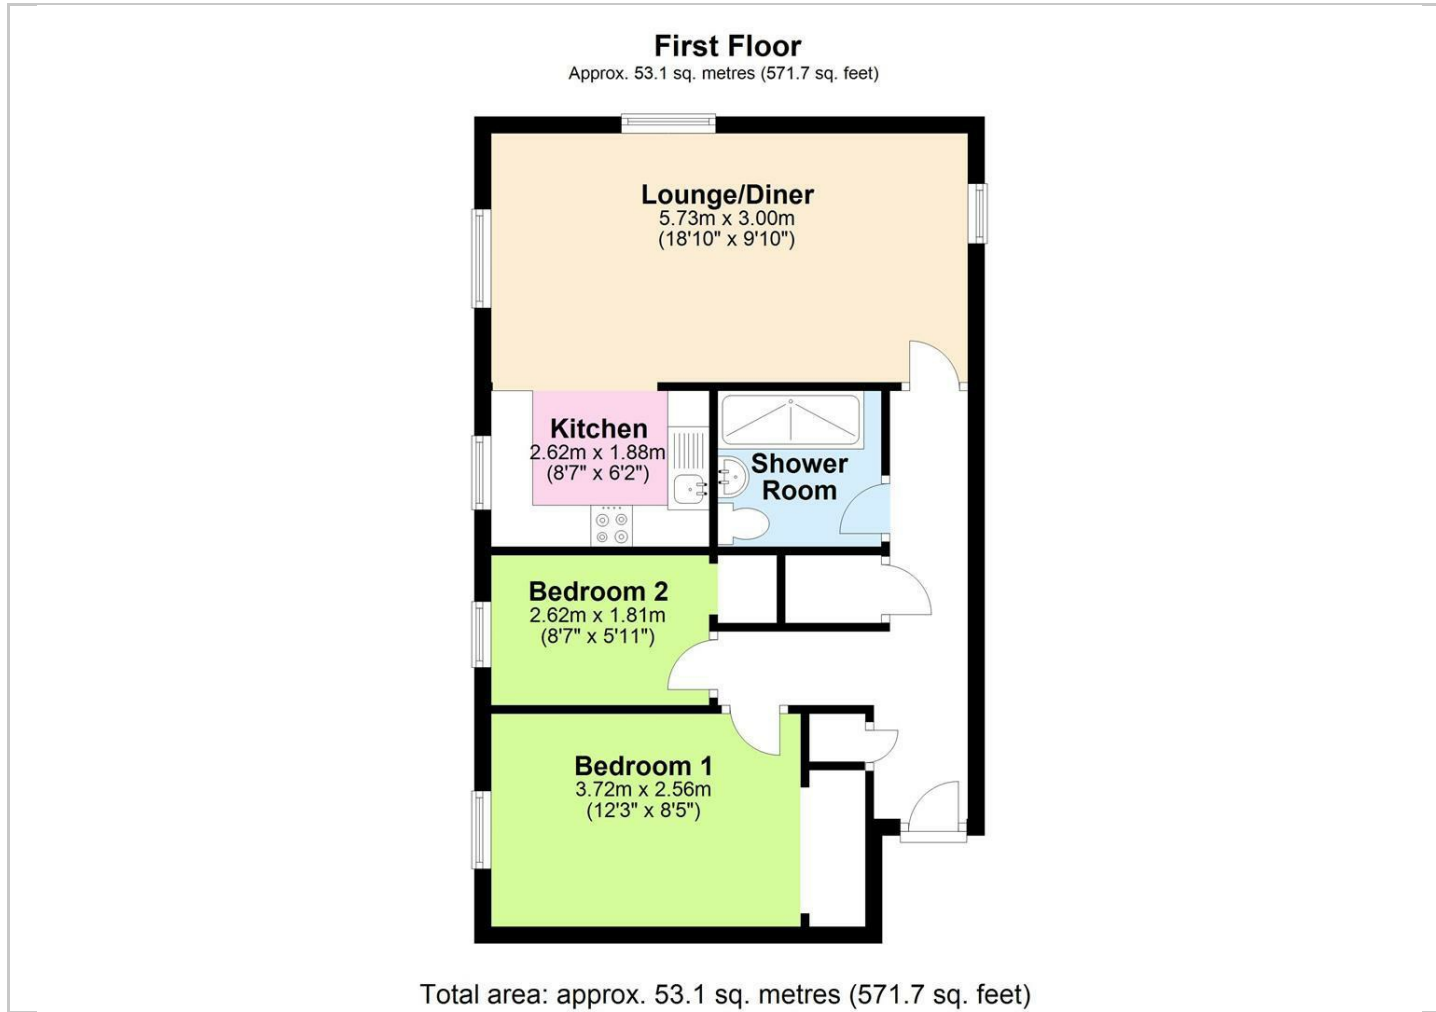 First Floor
Approx. 53.1 sq. metres (571.7 sq. feet)
Lounge/Diner
5.73m x 3.00m
(18'10" x 9'10")
Kitchen
2.62m x 1.88m
(8'7" x 6'2")
Shower
Room
Bedroom 2
2.62m x 1.81m
(8'7" x 5'11")
Bedroom 1
3.72m x 2.56m
(12'3" x 8'5")
Total area: approx. 53.1 sq. metres (571.7 sq. feet)